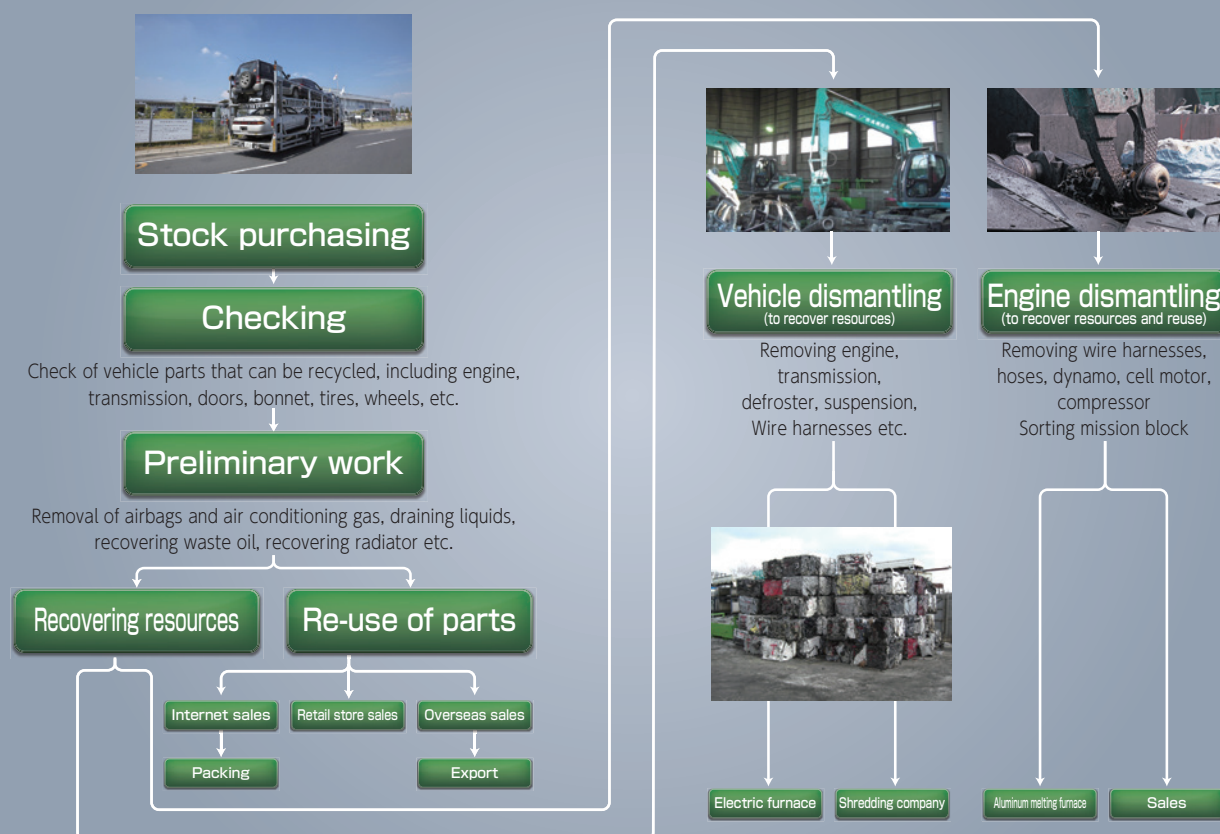 Stock purchasing
Checking
Check of vehicle parts that can be recycled, including engine,
transmission, doors, bonnet, tires, wheels, etc.
Preliminary work
Removal of airbags and air conditioning gas, draining liquids,
recovering waste oil, recovering radiator etc.
Recovering resources
Re-use of parts
Internet sales
Retail store sales
Overseas sales
Packing
Export
Vehicle dismantling
(to recover resources)
Removing engine,
transmission,
defroster, suspension,
Wire harnesses etc.
Electric furnace
Shredding company
Engine dismantling
(to recover resources and reuse)
Removing wire harnesses,
hoses, dynamo, cell motor,
compressor
Sorting mission block
Aluminum melting furnace
Sales